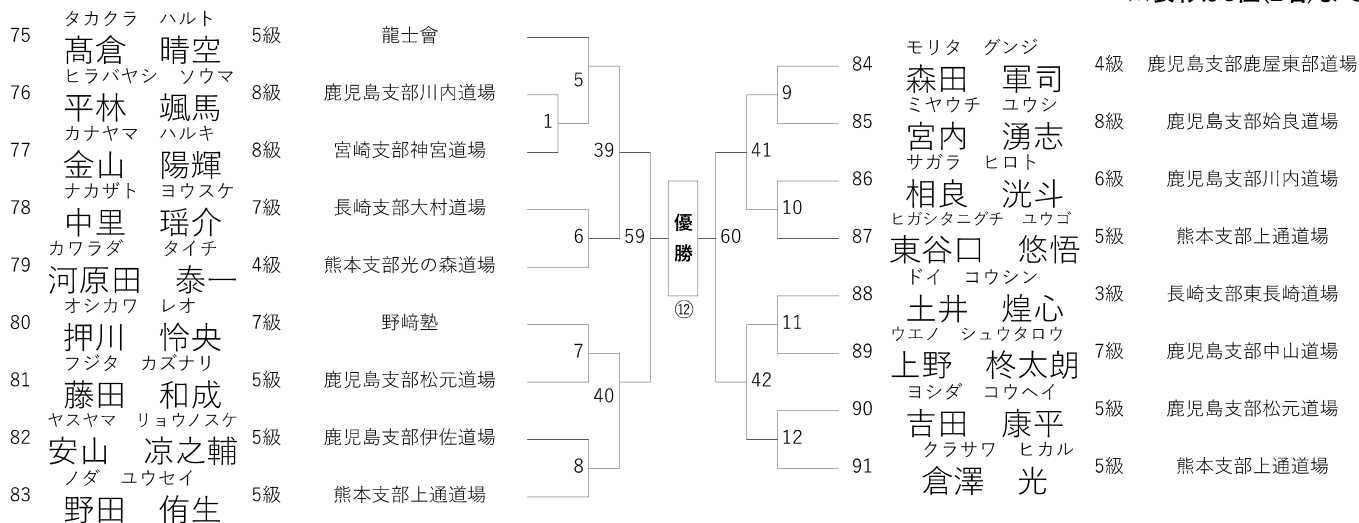 75 タカクラ ハルト
髙倉 晴空 5級 龍士會
76 ヒラバヤシ ソウマ
平林 颯馬 8級 鹿児島支部川内道場
77 カナヤマ ハルキ
金山 陽輝 8級 宮崎支部神宮道場
78 ナカザト ヨウスケ
中里 瑶介 7級 長崎支部大村道場
79 カワラダ タイチ
河原田 泰一 4級 熊本支部光の森道場
80 オシカワ レオ
押川 怜央 7級 野﨑塾
81 フジタ カズナリ
藤田 和成 5級 鹿児島支部松元道場
82 ヤスヤマ リョウノスケ
安山 凉之輔 5級 鹿児島支部伊佐道場
83 ノダ ユウセイ
野田 侑生 5級 熊本支部上通道場
5
1
39
6
59
7
40
8
優勝
⑫
60
9
41
10
11
42
12
84 モリタ グンジ
森田 軍司 4級 鹿児島支部鹿屋東部道場
85 ミヤウチ ユウシ
宮内 湧志 8級 鹿児島支部姶良道場
86 サガラ ヒロト
相良 洸斗 6級 鹿児島支部川内道場
87 ヒガシタニグチ ユウゴ
東谷口 悠悟 5級 熊本支部上通道場
88 ドイ コウシン
土井 煌心 3級 長崎支部東長崎道場
89 ウエノ シュウタロウ
上野 柊太朗 7級 鹿児島支部中山道場
90 ヨシダ コウヘイ
吉田 康平 5級 鹿児島支部松元道場
91 クラサワ ヒカル
倉澤 光 5級 熊本支部上通道場